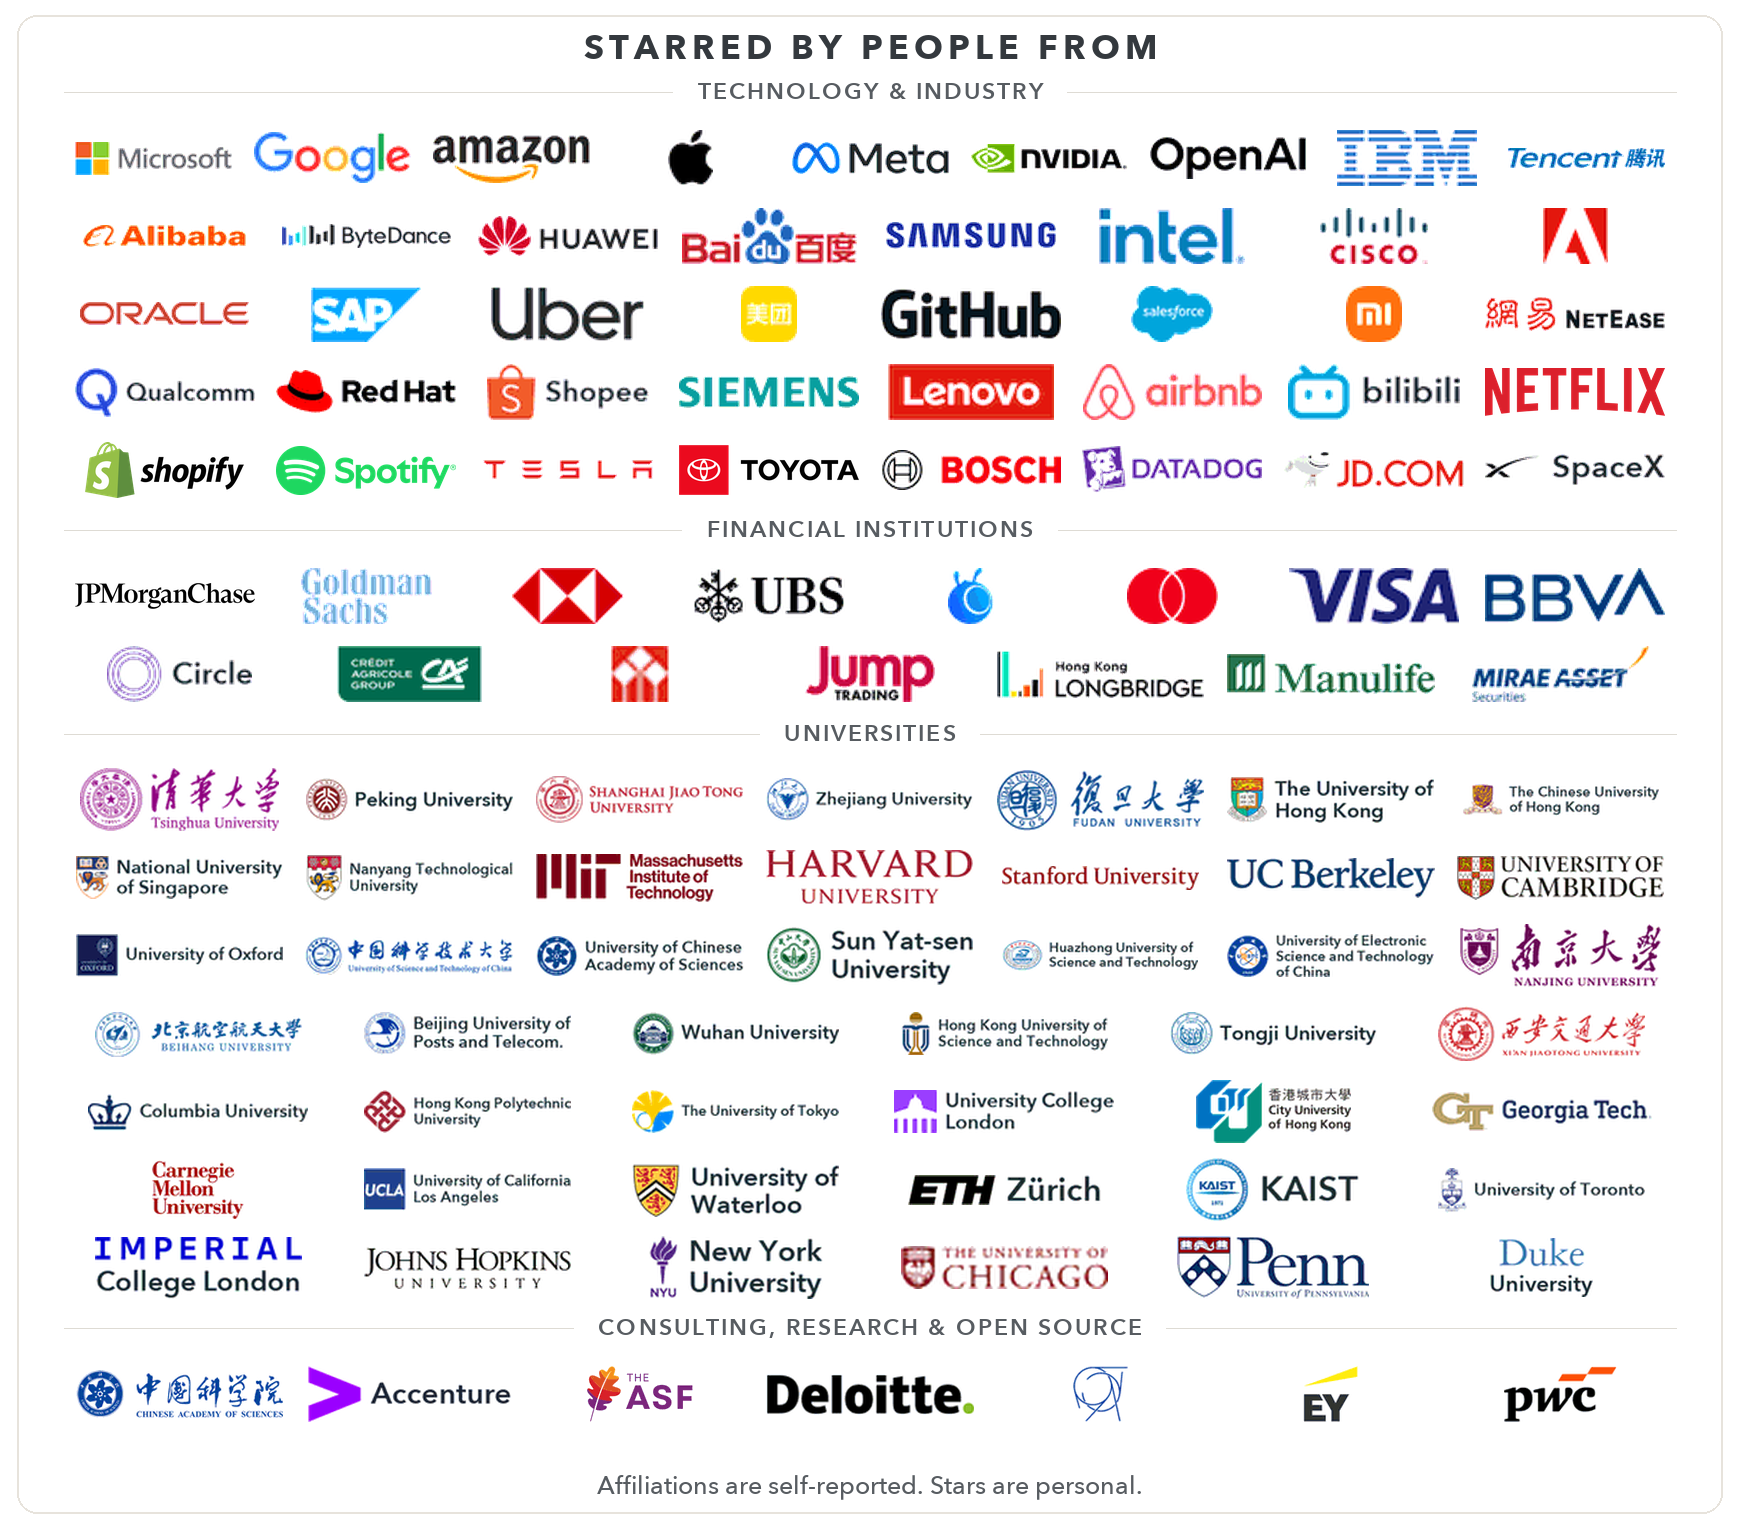 STARRED BY PEOPLE FROM
TECHNOLOGY & INDUSTRY
Microsoft Google amazon Meta NVIDIA. OpenAI IBM Tencent 腾讯
Alibaba ByteDance HUAWEI Bai du 百度 SAMSUNG intel. CISCO
ORACLE SAP Uber 美团 GitHub salesforce mi 網易 NETEASE
Qualcomm Red Hat S Shopee SIEMENS Lenovo airbnb bilibili NETFLIX
S shopify Spotify® TESLA TOYOTA BOSCH DATADOG JD.COM SpaceX
FINANCIAL INSTITUTIONS
JPMorganChase Goldman Sachs UBS VISA BBVA
Circle CRÉDIT AGRICOLE GROUP CA Jump TRADING Hong Kong LONGBRIDGE Manulife MIRAE ASSET Securities
UNIVERSITIES
清華大学 Tsinghua University Peking University SHANGHAI JIAO TONG UNIVERSITY Zhejiang University 復旦大學 FUDAN UNIVERSITY The University of Hong Kong The Chinese University of Hong Kong
National University of Singapore Nanyang Technological University MIT Massachusetts Institute of Technology HARVARD UNIVERSITY Stanford University UC Berkeley UNIVERSITY OF CAMBRIDGE
OXFORD University of Oxford 中国科学技术大学 University of Science and Technology of China University of Chinese Academy of Sciences Sun Yat-sen University Huazhong University of Science and Technology University of Electronic Science and Technology of China 南京大學 NANJING UNIVERSITY
北京航空航天大學 BEIHANG UNIVERSITY Beijing University of Posts and Telecom. Wuhan University Hong Kong University of Science and Technology Tongji University 西安交通大学 XI'AN JIAOTONG UNIVERSITY
Columbia University Hong Kong Polytechnic University The University of Tokyo University College London 香港城市大學 City University of Hong Kong GT Georgia Tech
Carnegie Mellon University UCLA University of California Los Angeles University of Waterloo ETH Zürich KAIST 1971 KAIST University of Toronto
IMPERIAL College London JOHNS HOPKINS UNIVERSITY NYU New York University THE UNIVERSITY OF CHICAGO Penn UNIVERSITY of PENNSYLVANIA Duke University
CONSULTING, RESEARCH & OPEN SOURCE
中國科学院 CHINESE ACADEMY OF SCIENCES Accenture THE ASF Deloitte. EY pwc
Affiliations are self-reported. Stars are personal.